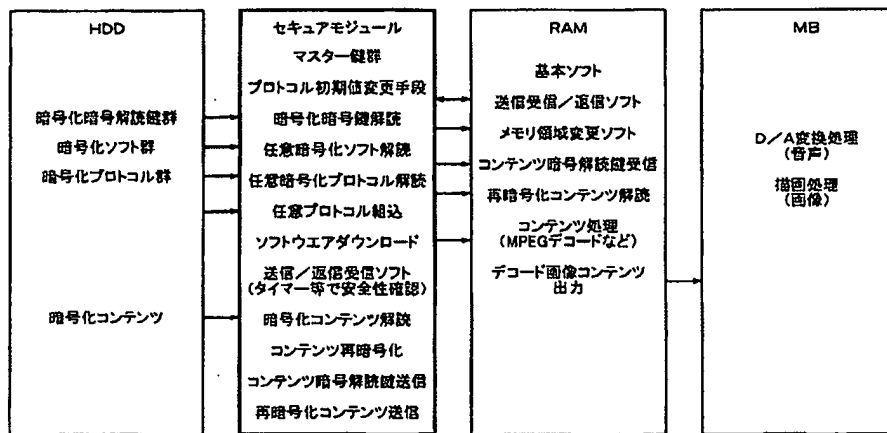 HDD
暗号化暗号解読鍵群
暗号化ソフト群
暗号化プロトコル群
暗号化コンテンツ
セキュアモジュール
マスター鍵群
プロトコル初期値変更手段
暗号化暗号鍵解読
任意暗号化ソフト解読
任意暗号化プロトコル解読
任意プロトコル組込
ソフトウエアダウンロード
送信/返信受信ソフト
(タイマー等で安全性確認)
暗号化コンテンツ解読
コンテンツ再暗号化
コンテンツ暗号解読鍵送信
再暗号化コンテンツ送信
RAM
基本ソフト
送信受信/返信ソフト
メモリ領域変更ソフト
コンテンツ暗号解読鍵受信
再暗号化コンテンツ解読
コンテンツ処理
(MPEGデコードなど)
デコード画像コンテンツ
出力
MB
D/A変換処理
(音声)
描画処理
(画像)